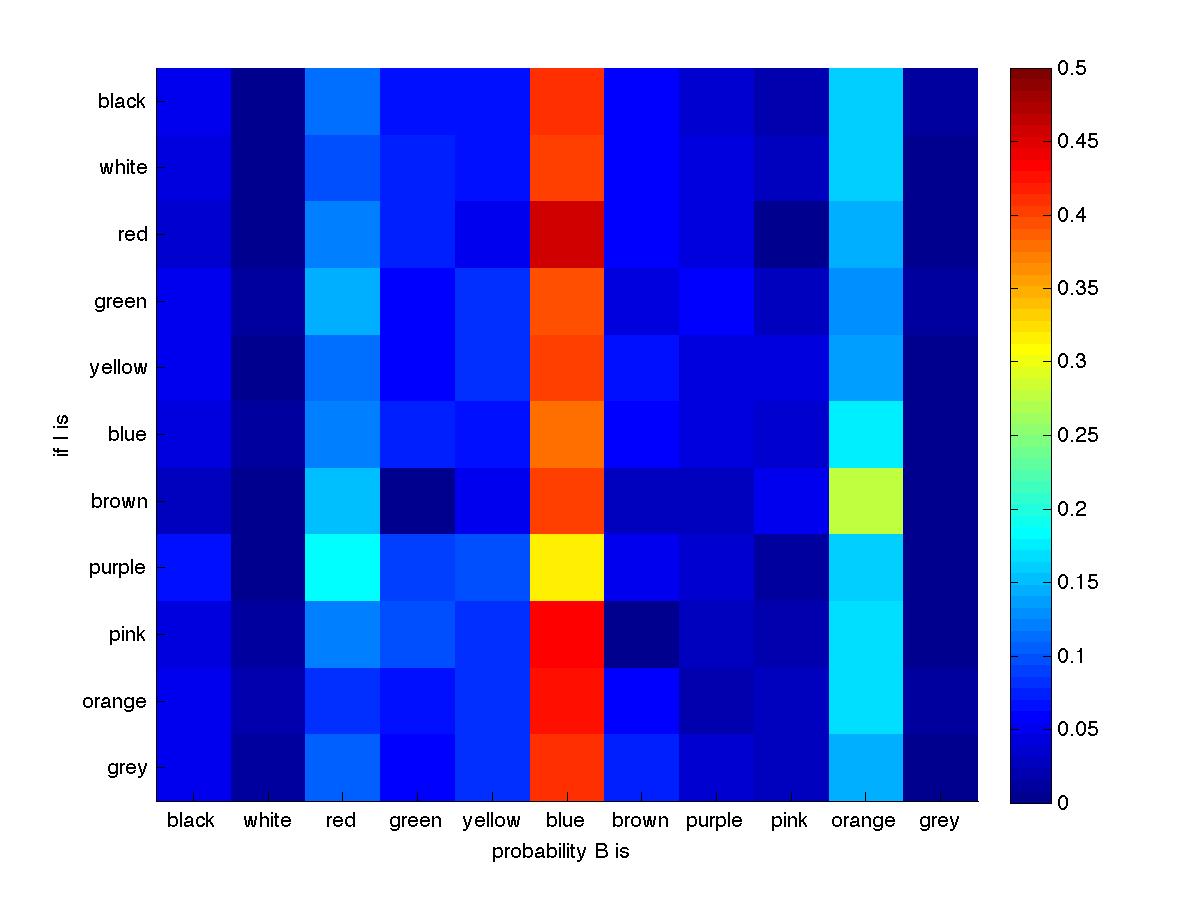 black
white
red
green
yellow
blue
brown
purple
pink
orange
grey
if I is
black white red green yellow blue brown purple pink orange grey
probability B is
0.5
0.45
0.4
0.35
0.3
0.25
0.2
0.15
0.1
0.05
0